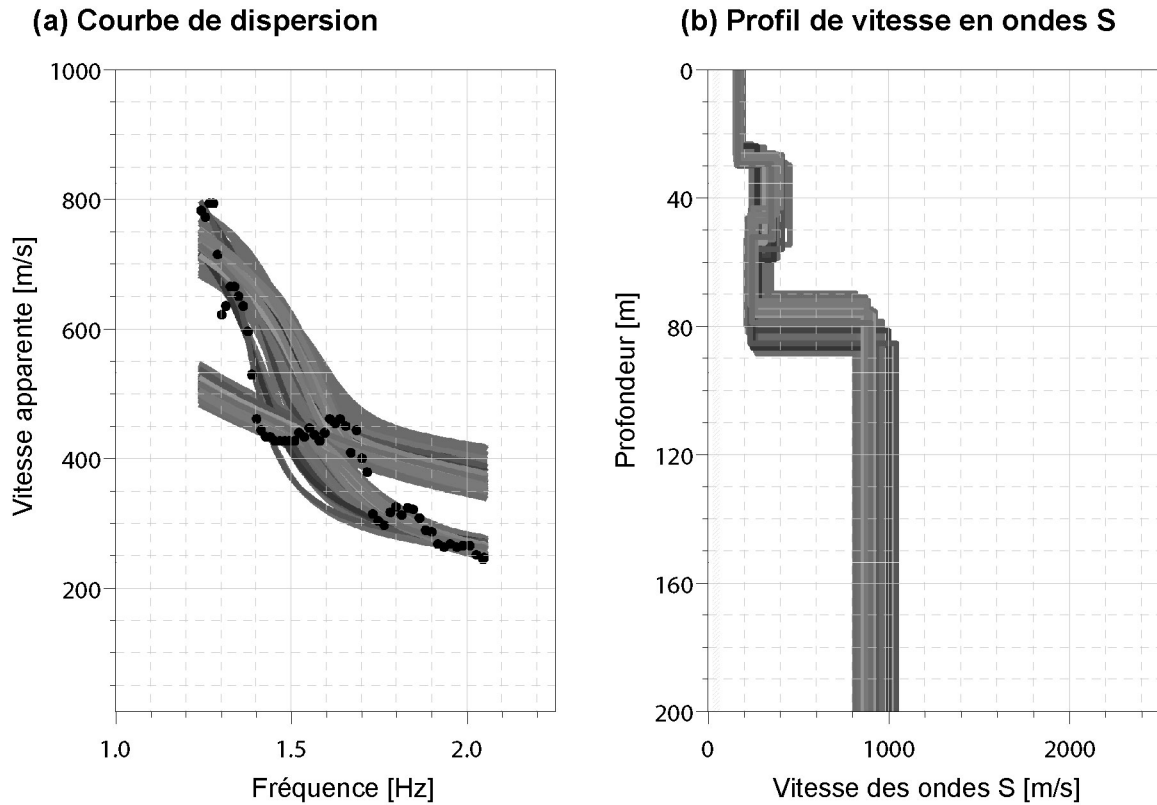 (a) Courbe de dispersion
1000
800
600
400
200
Vitesse apparente [m/s]
1.0
1.5
2.0
Fréquence [Hz]
(b) Profil de vitesse en ondes S
0
40
80
120
160
200
Profondeur [m]
0
1000
2000
Vitesse des ondes S [m/s]